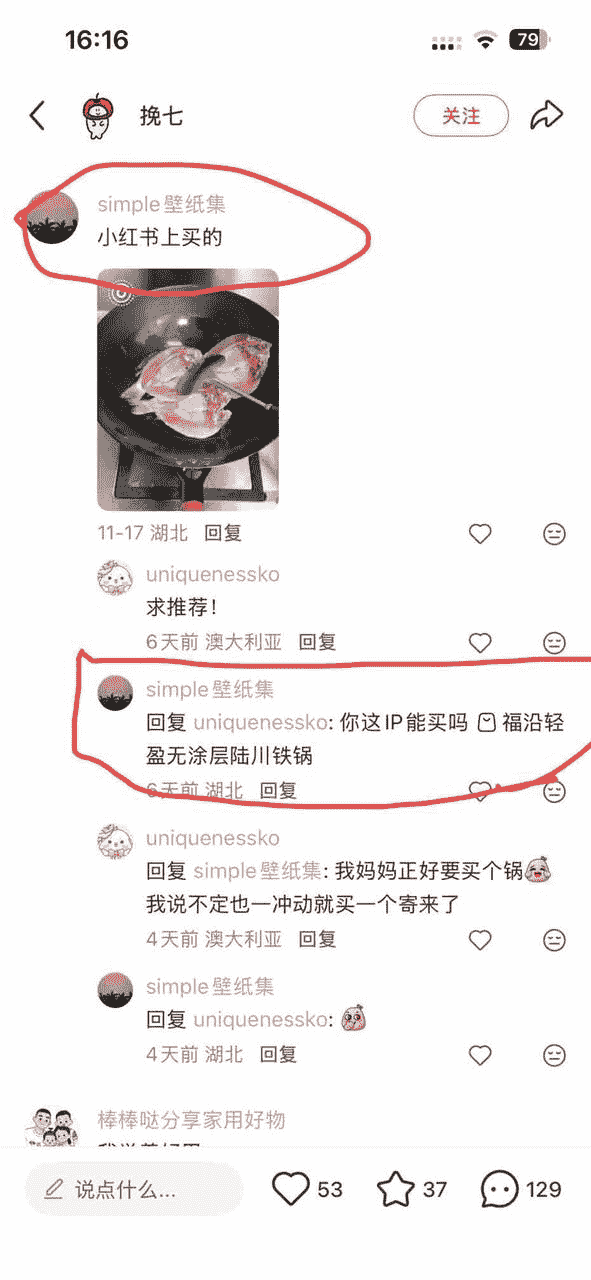 16:16
79
挽七
关注
simple壁纸集
小红书上买的
11-17 湖北 回复
uniquenessko
求推荐！
6天前 澳大利亚 回复
simple壁纸集
回复 uniquenessko: 你这IP能买吗 福沿轻
盈无涂层陆川铁锅
6天前 湖北 回复
uniquenessko
回复 simple壁纸集: 我妈妈正好要买个锅
我说不定也一冲动就买一个寄来了
4天前 澳大利亚 回复
simple壁纸集
回复 uniquenessko:
4天前 湖北 回复
棒棒哒分享家用好物
说点什么...
53
37
129